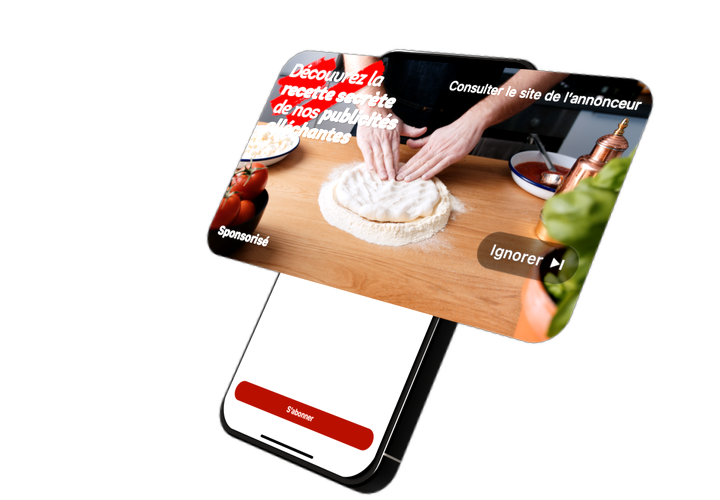 Découvrez la
recette secrète
de nos publicités
alléchantes
Consulter le site de l'annonceur
Sponsorisé
Ignorer
S'abonner